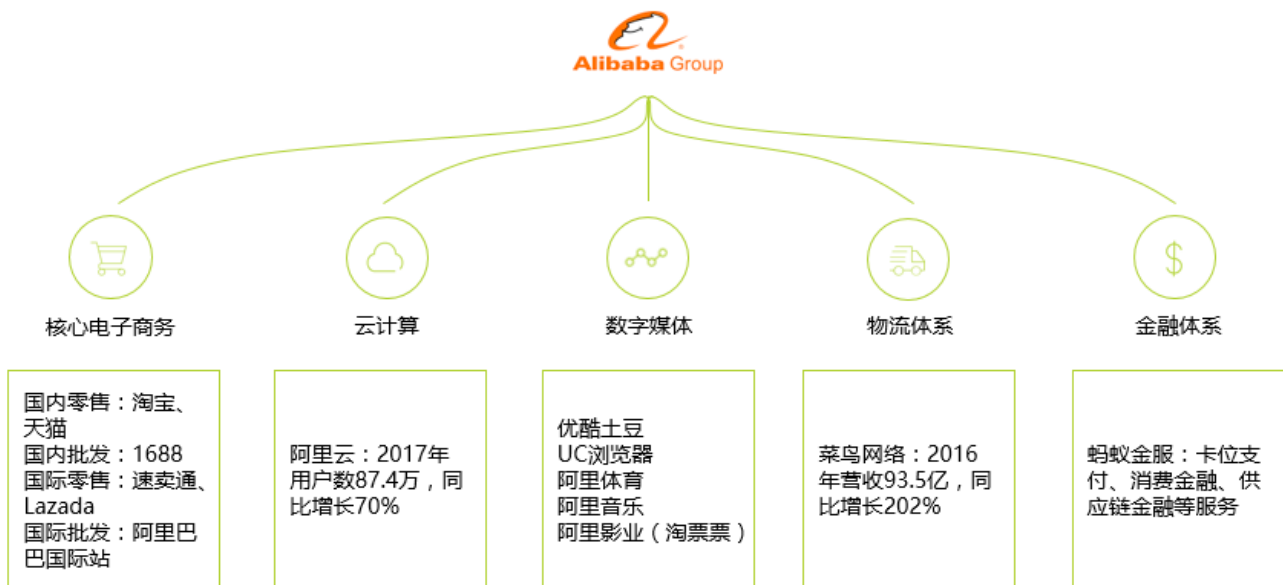 Alibaba Group
核心电子商务
云计算
数字媒体
物流体系
金融体系
国内零售：淘宝、
天猫
国内批发：1688
国际零售：速卖通、
Lazada
国际批发：阿里巴
巴国际站
阿里云：2017年
用户数87.4万，同
比增长70%
优酷土豆
UC浏览器
阿里体育
阿里音乐
阿里影业（淘票票）
菜鸟网络：2016
年营收93.5亿，同
比增长202%
蚂蚁金服：卡位支
付、消费金融、供
应链金融等服务